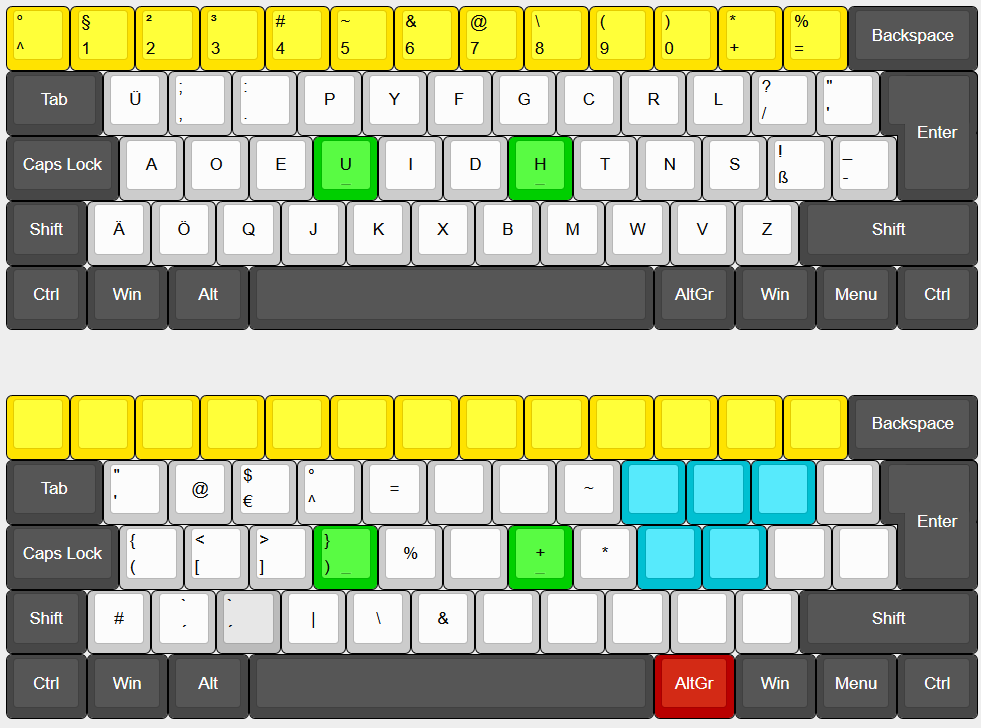 ° § ² ³ # ~ & @ \ ( ) * %
^ 1 2 3 4 5 6 7 8 9 0 + = Backspace
Tab Ü ; : P Y F G C R L ? "
, . / '
Enter
Caps Lock A O E U I D H T N S ! _
_ _ ß -
Shift Ä Ö Q J K X B M W V Z Shift
Ctrl Win Alt AltGr Win Menu Ctrl
Backspace
Tab " @ $ ° = ~
' € ^
Enter
Caps Lock { < > } % + *
( [ ] ) _ _
Shift # ` ` | \ & Shift
´ ´
Ctrl Win Alt AltGr Win Menu Ctrl